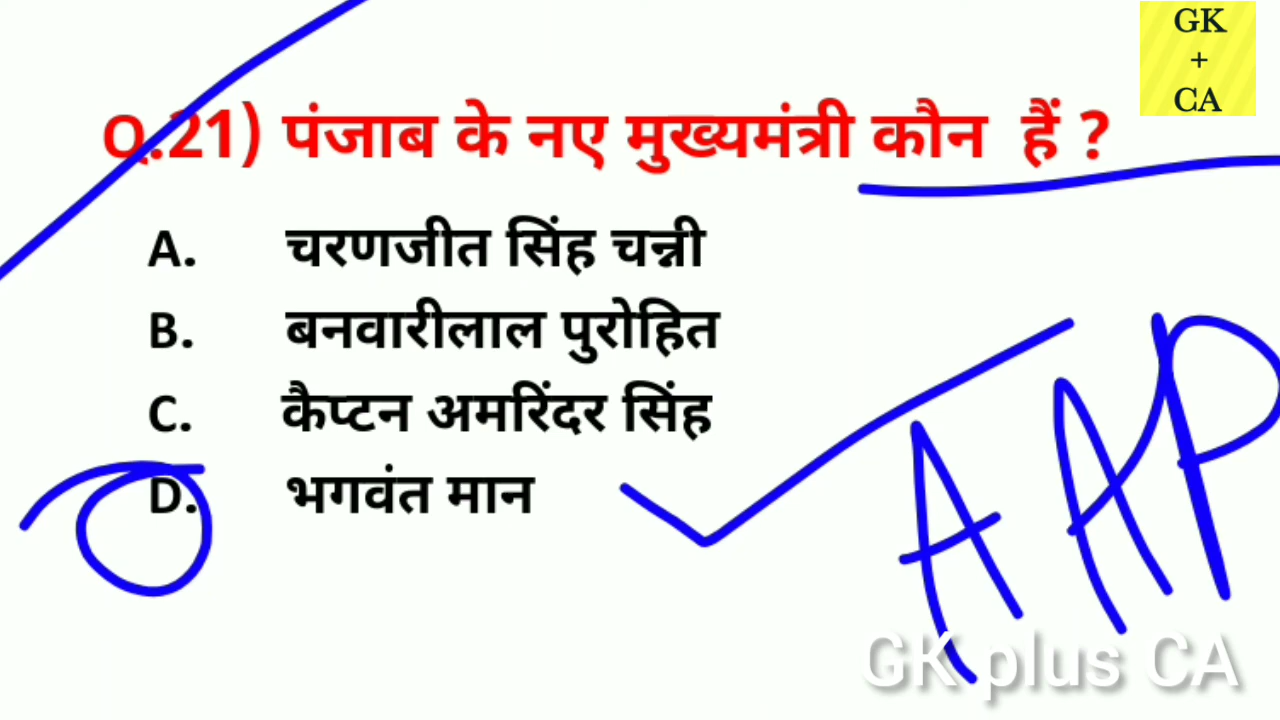 GK
+
CA
Q.21) पंजाब के नए मुख्यमंत्री कौन हैं ?
A. चरणजीत सिंह चन्नी
B. बनवारीलाल पुरोहित
C. कैप्टन अमरिंदर सिंह
D. भगवंत मान
AAP
GK plus CA